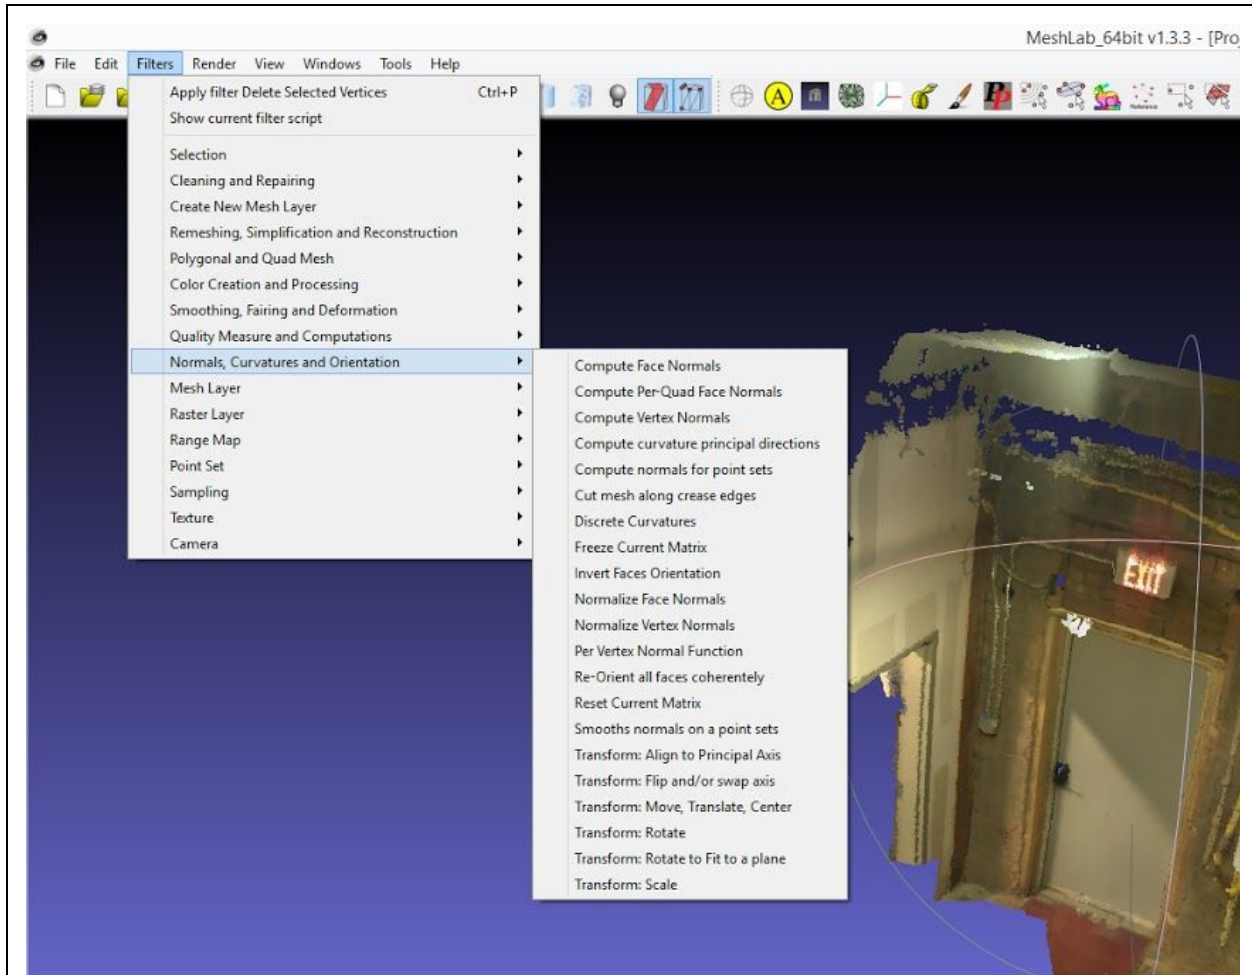 MeshLab_64bit v1.3.3 - [Proj
File Edit Filters Render View Windows Tools Help
Apply filter Delete Selected Vertices Ctrl+P
Show current filter script
Selection
Cleaning and Repairing
Create New Mesh Layer
Remeshing, Simplification and Reconstruction
Polygonal and Quad Mesh
Color Creation and Processing
Smoothing, Fairing and Deformation
Quality Measure and Computations
Normals, Curvatures and Orientation
Mesh Layer
Raster Layer
Range Map
Point Set
Sampling
Texture
Camera
Compute Face Normals
Compute Per-Quad Face Normals
Compute Vertex Normals
Compute curvature principal directions
Compute normals for point sets
Cut mesh along crease edges
Discrete Curvatures
Freeze Current Matrix
Invert Faces Orientation
Normalize Face Normals
Normalize Vertex Normals
Per Vertex Normal Function
Re-Orient all faces coherentely
Reset Current Matrix
Smooths normals on a point sets
Transform: Align to Principal Axis
Transform: Flip and/or swap axis
Transform: Move, Translate, Center
Transform: Rotate
Transform: Rotate to Fit to a plane
Transform: Scale
A
PP
Reference
EXIT